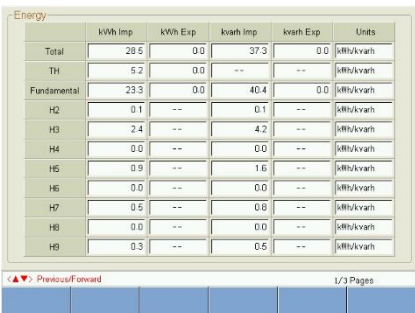 Energy
kWh Imp kWh Exp kvarh Imp kvarh Exp Units
Total 28.5 0.0 37.3 0.0 kWh/kvarh
TH 5.2 0.0 -- -- kWh/kvarh
Fundamental 23.3 0.0 40.4 0.0 kWh/kvarh
H2 0.1 -- 0.1 -- kWh/kvarh
H3 2.4 -- 4.2 -- kWh/kvarh
H4 0.0 -- 0.0 -- kWh/kvarh
H5 0.9 -- 1.6 -- kWh/kvarh
H6 0.0 -- 0.0 -- kWh/kvarh
H7 0.5 -- 0.8 -- kWh/kvarh
H8 0.0 -- 0.0 -- kWh/kvarh
H9 0.3 -- 0.5 -- kWh/kvarh
<▲▼> Previous/Forward 1/3 Pages